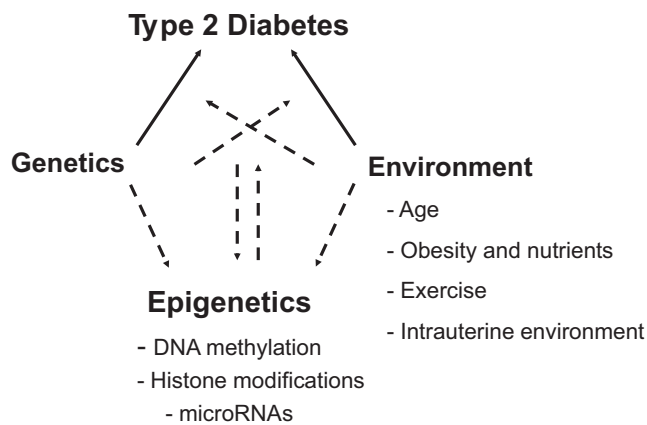 Type 2 Diabetes
Genetics
Environment
- Age
- Obesity and nutrients
- Exercise
- Intrauterine environment
Epigenetics
- DNA methylation
- Histone modifications
- microRNAs